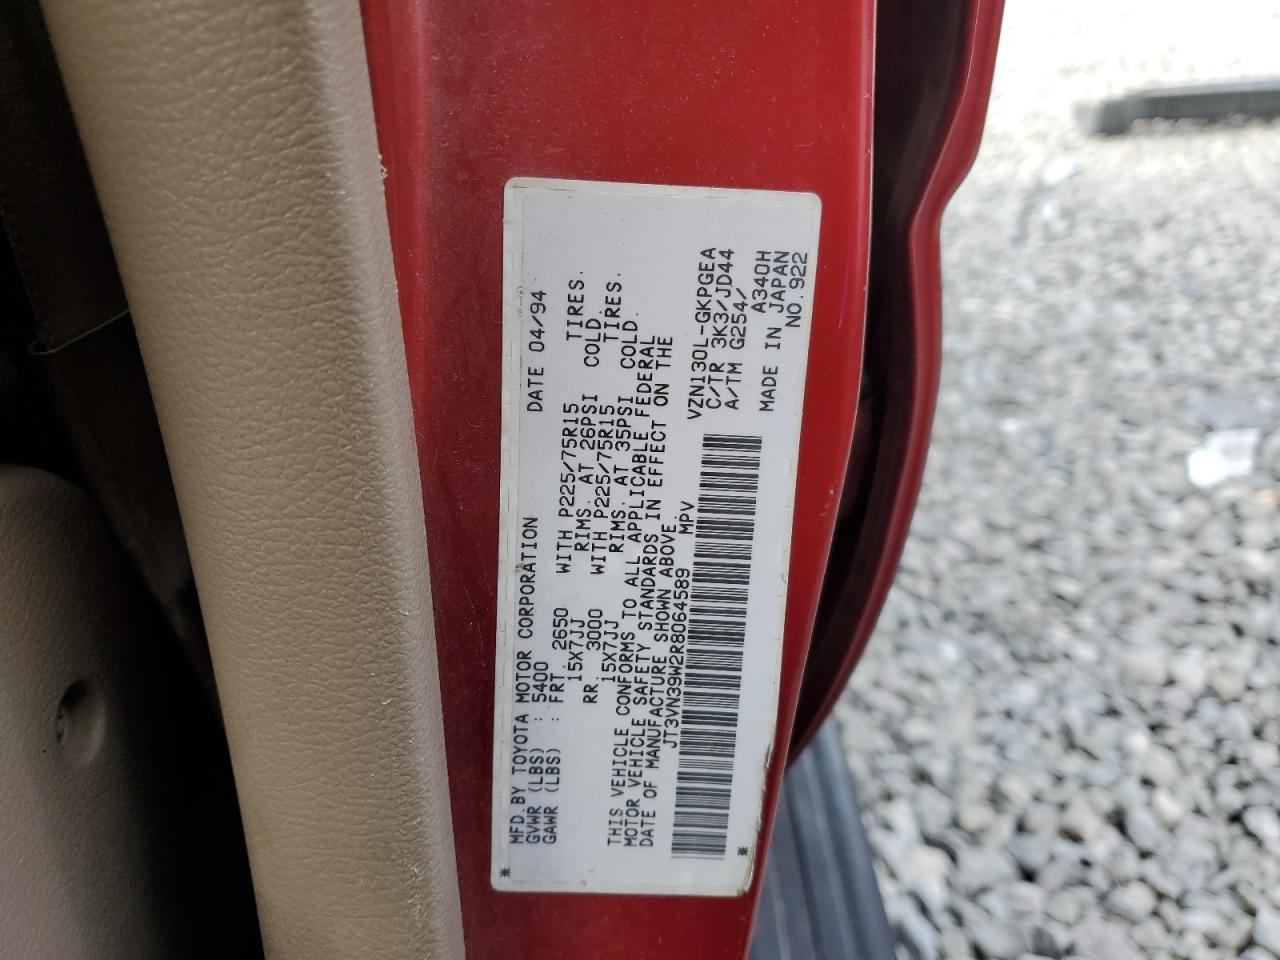 MFD. BY TOYOTA MOTOR CORPORATION DATE 04/94
GVWR (LBS) : 5400
GAWR (LBS) : FRT. 2650 WITH P225/75R15 TIRES.
15X7JJ RIMS. AT 26PSI COLD.
RR. 3000 WITH P225/75R15 TIRES.
15X7JJ RIMS. AT 35PSI COLD.
THIS VEHICLE CONFORMS TO ALL APPLICABLE FEDERAL
MOTOR VEHICLE SAFETY STANDARDS IN EFFECT ON THE
DATE OF MANUFACTURE SHOWN ABOVE.
JT3VN39W2R8064589 MPV
VZN130L-GKPGEA
C/TR 3K3/JD44
A/TM G254/
A340H
MADE IN JAPAN
NO.922